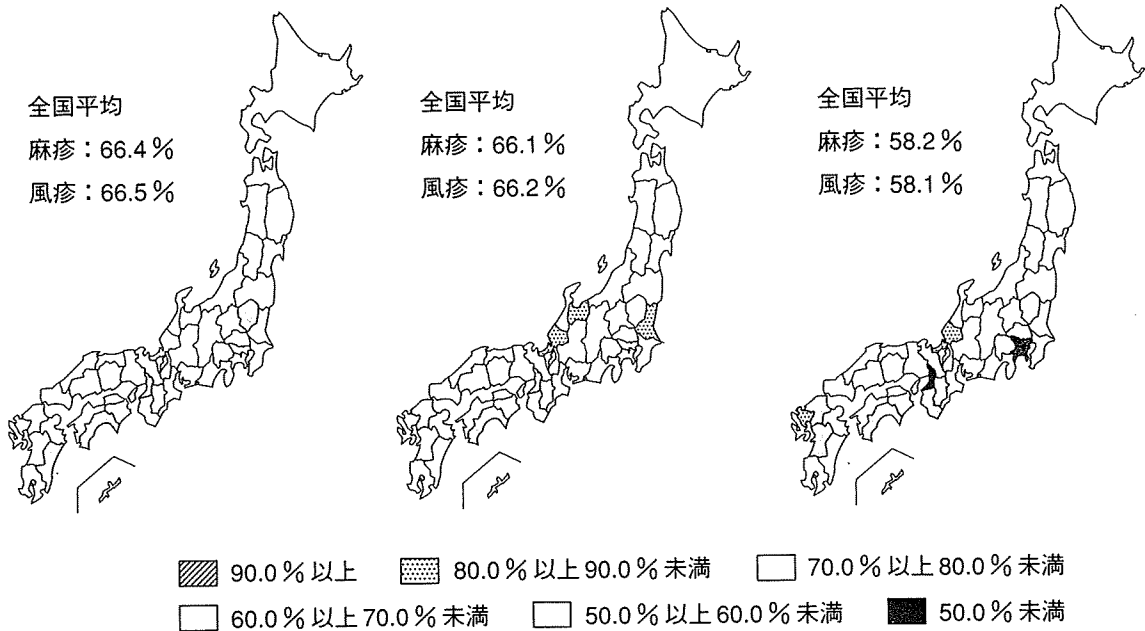 全国平均
麻疹：66.4％
風疹：66.5％
全国平均
麻疹：66.1％
風疹：66.2％
全国平均
麻疹：58.2％
風疹：58.1％
90.0％以上
80.0％以上90.0％未満
70.0％以上80.0％未満
60.0％以上70.0％未満
50.0％以上60.0％未満
50.0％未満